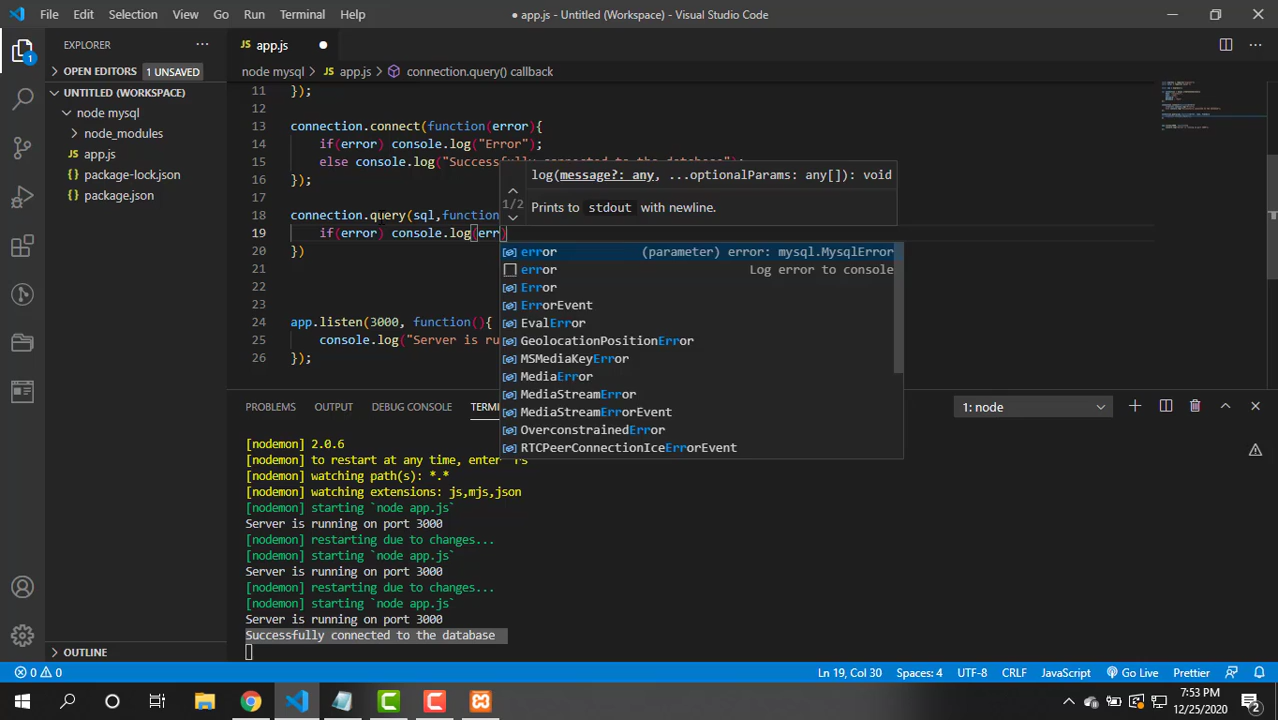 File Edit Selection View Go Run Terminal Help
● app.js - Untitled (Workspace) - Visual Studio Code
EXPLORER
JS app.js
OPEN EDITORS 1 UNSAVED
node mysql > JS app.js > connection.query() callback
UNTITLED (WORKSPACE)
node mysql
node_modules
JS app.js
package-lock.json
package.json
1
11 });
12
13 connection.connect(function(error){
14 if(error) console.log("Error");
15 else console.log("Successfully connected to the database");
16 });
17
18 connection.query(sql,function
19 if(error) console.log(err)
20 })
21
22
23
24 app.listen(3000, function(){
25 console.log("Server is ru
26 });
log(message?: any, ...optionalParams: any[]): void
1/2
Prints to stdout with newline.
error (parameter) error: mysql.MysqlError
error Log error to console
Error
ErrorEvent
EvalError
GeolocationPositionError
MSMediaKeyError
MediaError
MediaStreamError
MediaStreamErrorEvent
OverconstrainedError
RTCPeerConnectionIceErrorEvent
PROBLEMS OUTPUT DEBUG CONSOLE TERM
1: node
[nodemon] 2.0.6
[nodemon] to restart at any time, enter `rs`
[nodemon] watching path(s): *.*
[nodemon] watching extensions: js,mjs,json
[nodemon] starting `node app.js`
Server is running on port 3000
[nodemon] restarting due to changes...
[nodemon] starting `node app.js`
Server is running on port 3000
[nodemon] restarting due to changes...
[nodemon] starting `node app.js`
Server is running on port 3000
Successfully connected to the database
OUTLINE
0 0
Ln 19, Col 30 Spaces: 4 UTF-8 CRLF JavaScript Go Live Prettier
7:53 PM
12/25/2020
2